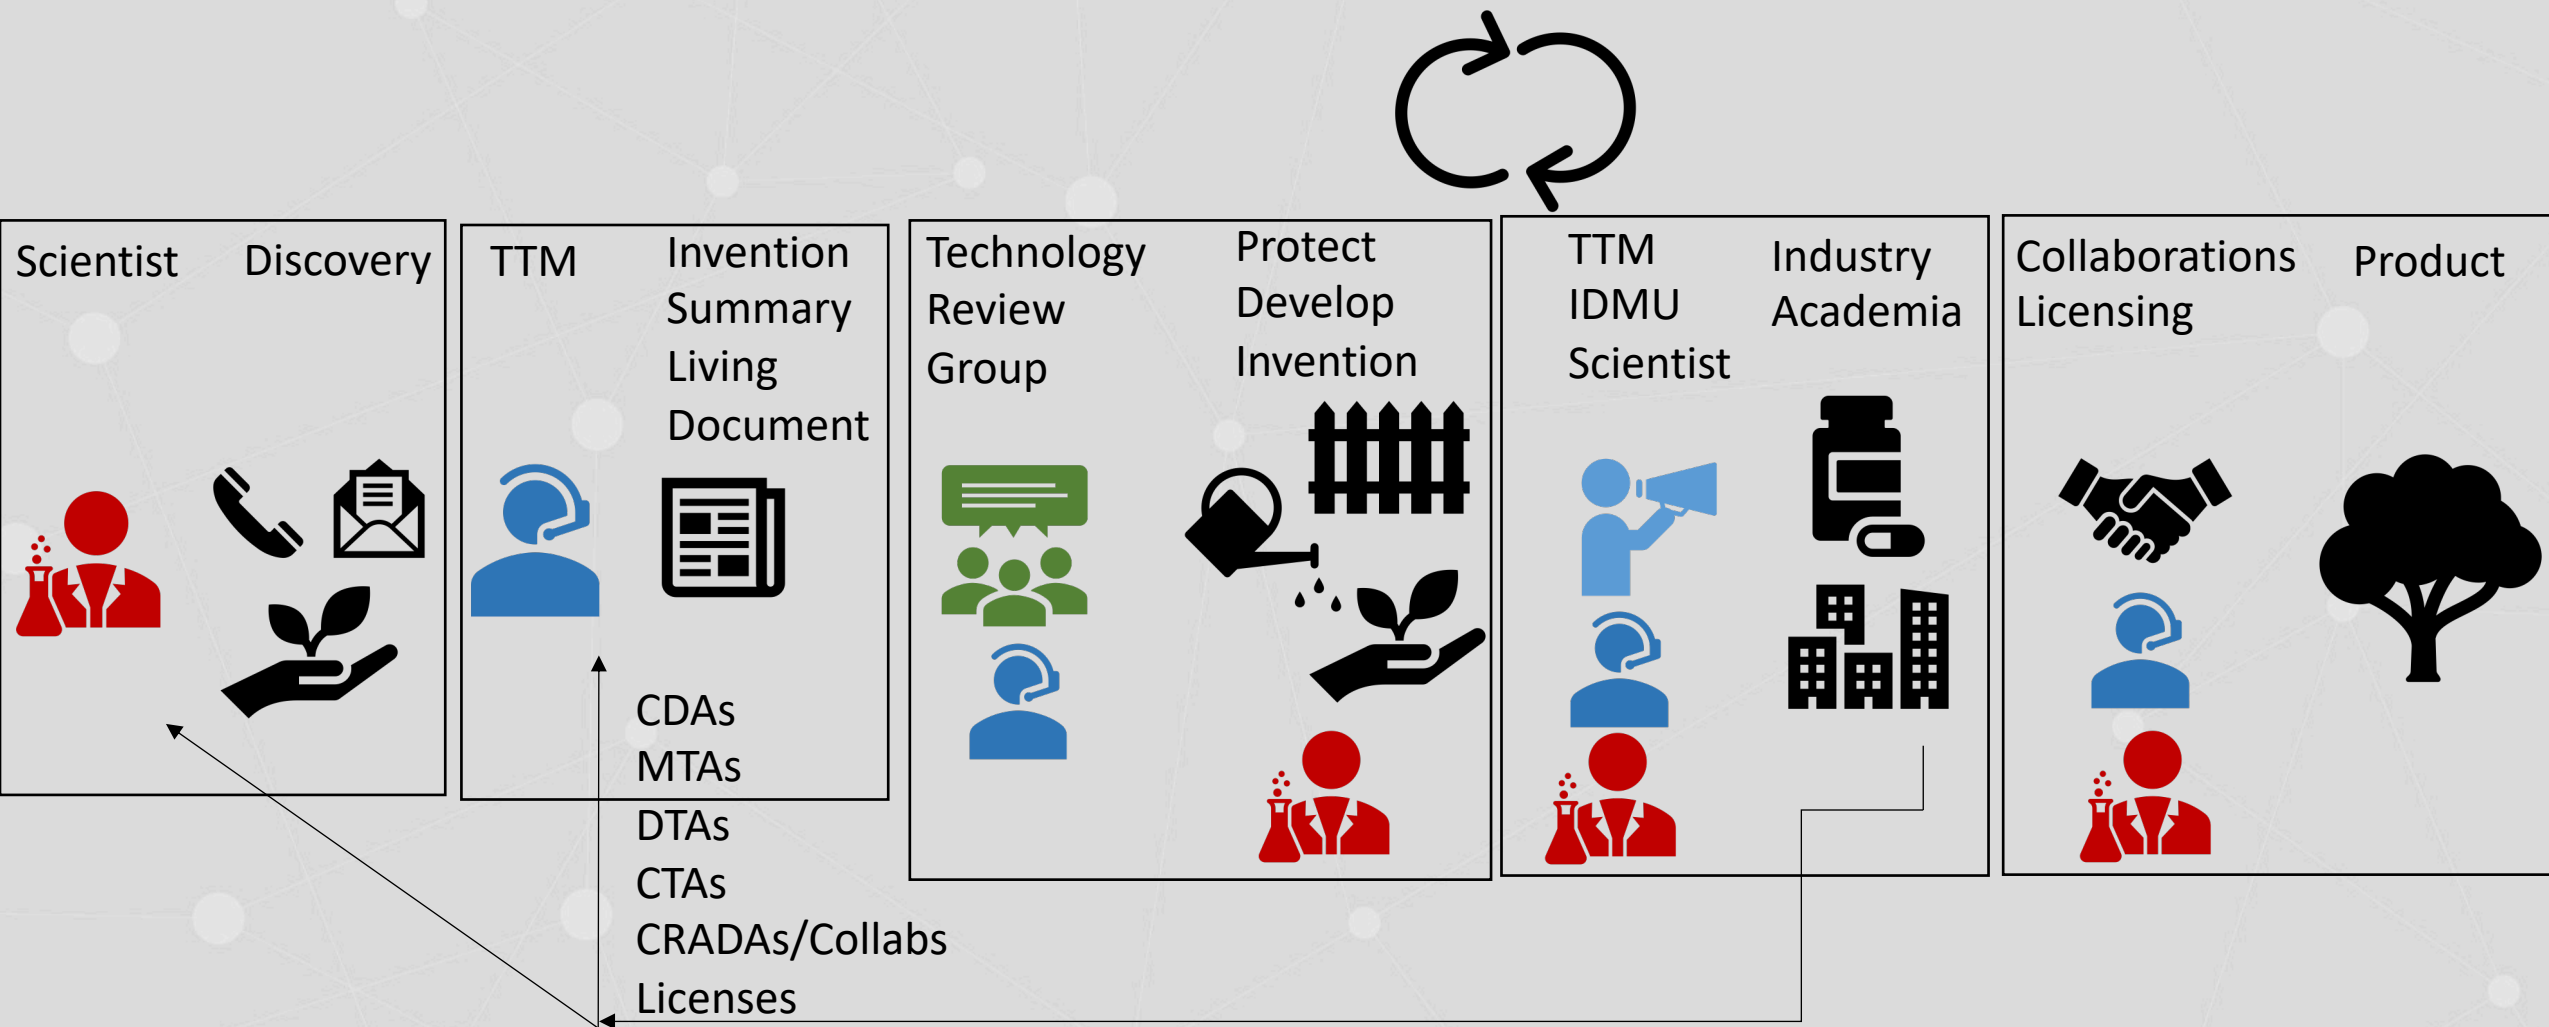 Scientist
Discovery
TTM
Invention
Summary
Living
Document
CDAs
MTAs
DTAs
CTAs
CRADAs/Collabs
Licenses
Technology
Review
Group
Protect
Develop
Invention
TTM
IDMU
Scientist
Industry
Academia
Collaborations
Licensing
Product